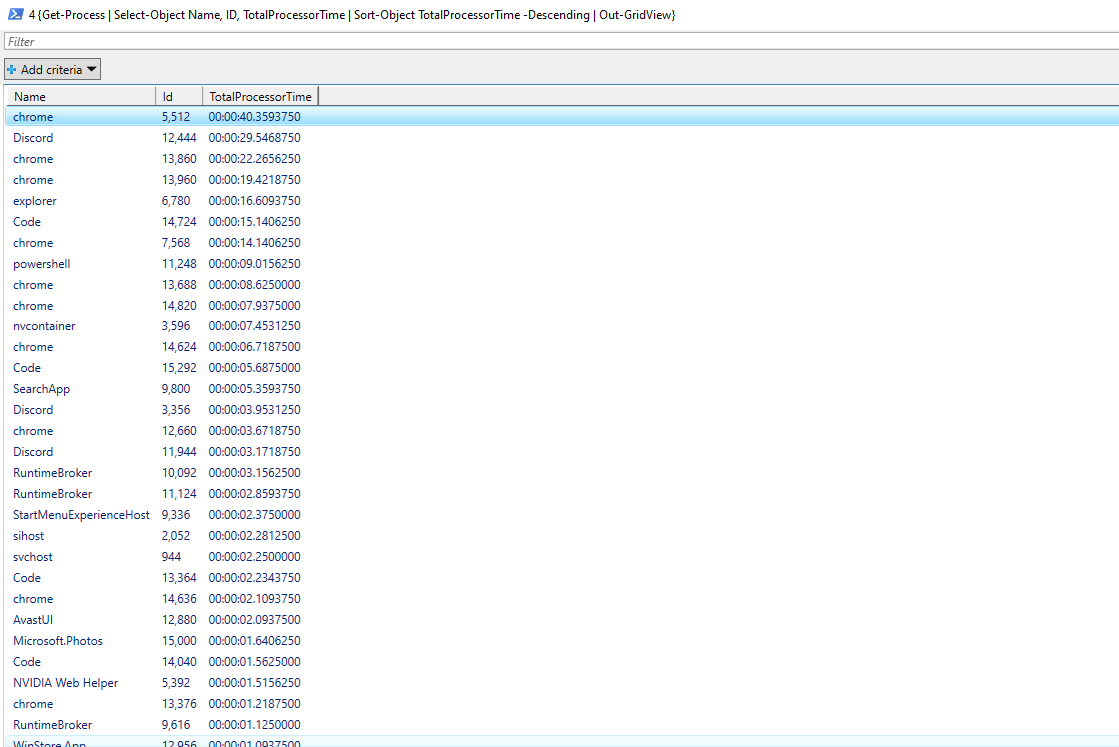 4 {Get-Process | Select-Object Name, ID, TotalProcessorTime | Sort-Object TotalProcessorTime -Descending | Out-GridView}
Filter
Add criteria
Name Id TotalProcessorTime
chrome 5,512 00:00:40.3593750
Discord 12,444 00:00:29.5468750
chrome 13,860 00:00:22.2656250
chrome 13,960 00:00:19.4218750
explorer 6,780 00:00:16.6093750
Code 14,724 00:00:15.1406250
chrome 7,568 00:00:14.1406250
powershell 11,248 00:00:09.0156250
chrome 13,688 00:00:08.6250000
chrome 14,820 00:00:07.9375000
nvcontainer 3,596 00:00:07.4531250
chrome 14,624 00:00:06.7187500
Code 15,292 00:00:05.6875000
SearchApp 9,800 00:00:05.3593750
Discord 3,356 00:00:03.9531250
chrome 12,660 00:00:03.6718750
Discord 11,944 00:00:03.1718750
RuntimeBroker 10,092 00:00:03.1562500
RuntimeBroker 11,124 00:00:02.8593750
StartMenuExperienceHost 9,336 00:00:02.3750000
sihost 2,052 00:00:02.2812500
svchost 944 00:00:02.2500000
Code 13,364 00:00:02.2343750
chrome 14,636 00:00:02.1093750
AvastUI 12,880 00:00:02.0937500
Microsoft.Photos 15,000 00:00:01.6406250
Code 14,040 00:00:01.5625000
NVIDIA Web Helper 5,392 00:00:01.5156250
chrome 13,376 00:00:01.2187500
RuntimeBroker 9,616 00:00:01.1250000
WinStore.App 12,956 00:00:01.0937500